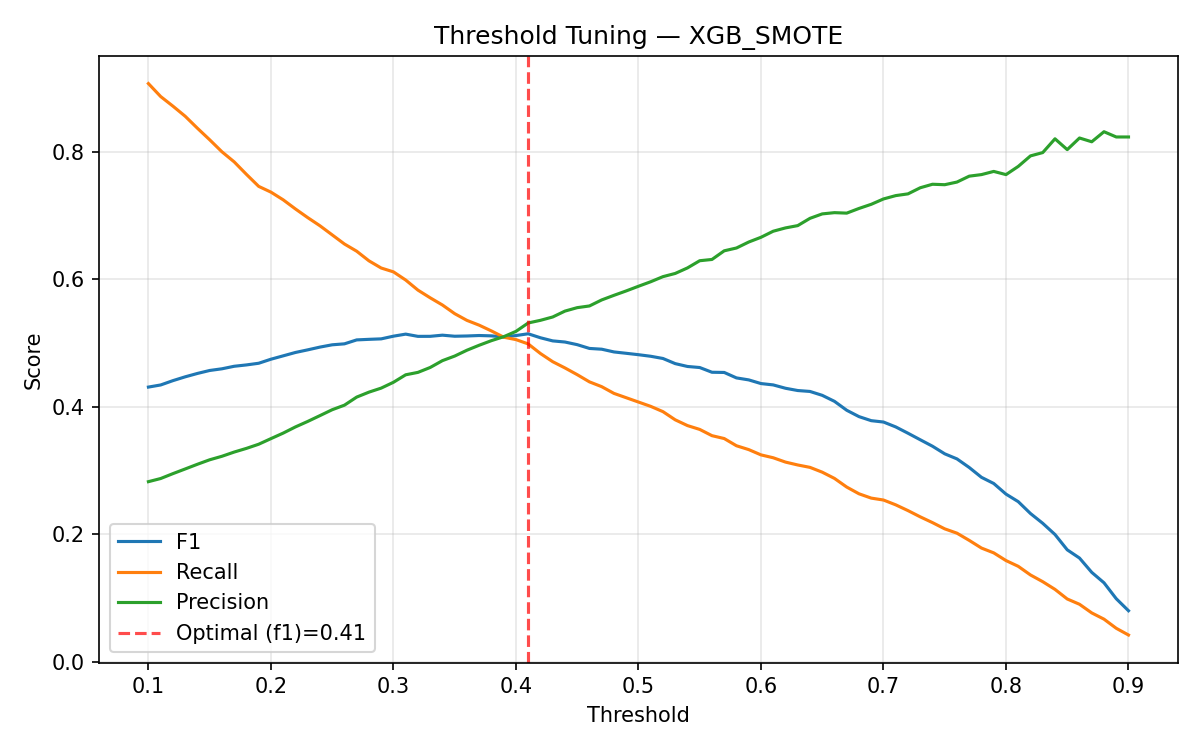 Threshold Tuning — XGB_SMOTE
Score
0.8
0.6
0.4
0.2
0.0
F1
Recall
Precision
Optimal (f1)=0.41
0.1 0.2 0.3 0.4 0.5 0.6 0.7 0.8 0.9
Threshold